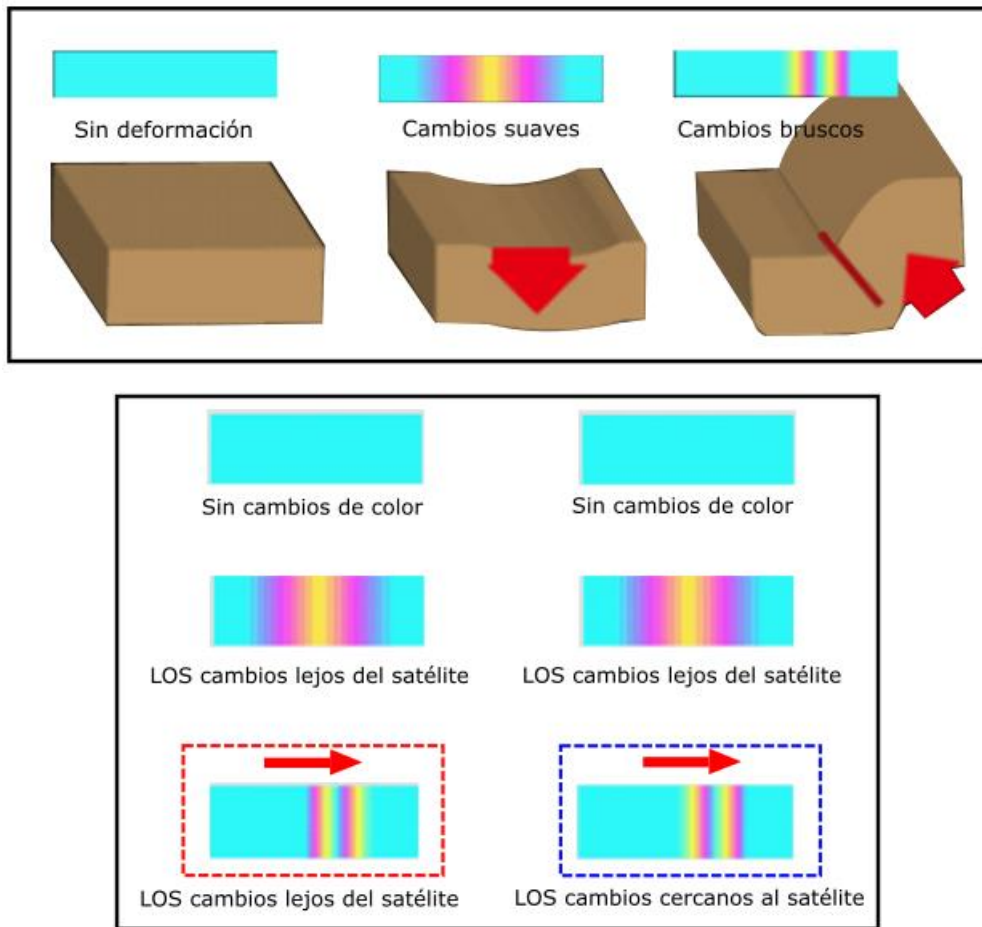 Sin deformación
Cambios suaves
Cambios bruscos
Sin cambios de color
Sin cambios de color
LOS cambios lejos del satélite
LOS cambios lejos del satélite
LOS cambios lejos del satélite
LOS cambios cercanos al satélite